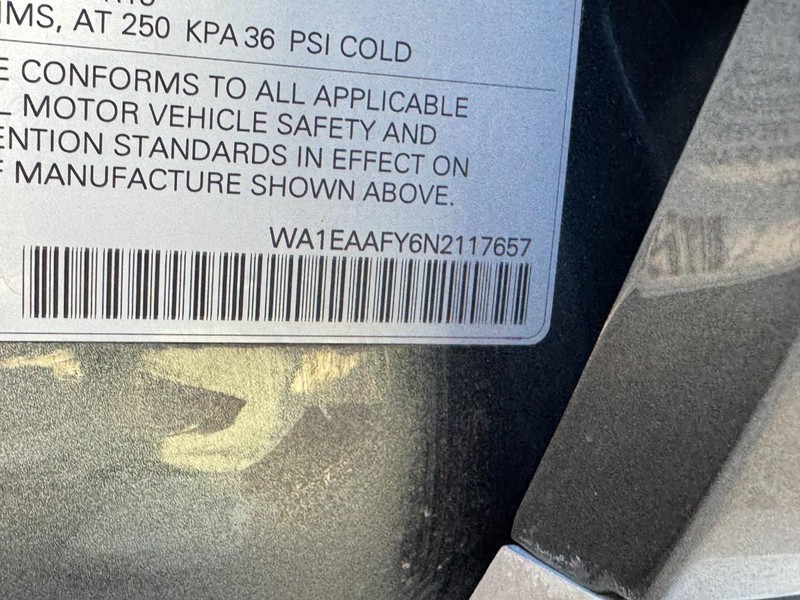 IMS, AT 250 KPA 36 PSI COLD
E CONFORMS TO ALL APPLICABLE
L MOTOR VEHICLE SAFETY AND
ENTION STANDARDS IN EFFECT ON
F MANUFACTURE SHOWN ABOVE.
WA1EAAFY6N2117657